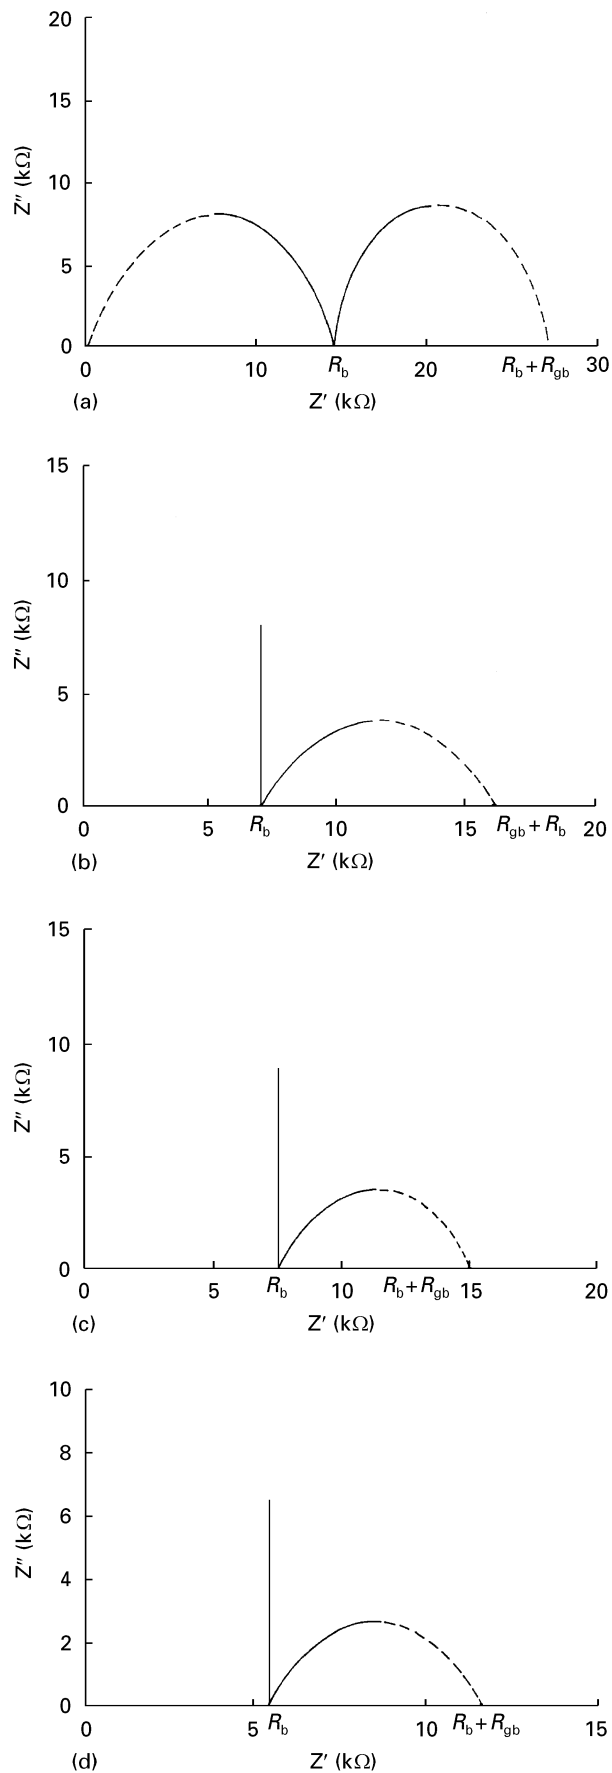 20
15
10
5
0
Z″ (kΩ)
0 10 R_b 20 R_b + R_gb 30
(a) Z′ (kΩ)
15
10
5
0
Z″ (kΩ)
0 5 R_b 10 15 R_gb + R_b 20
(b) Z′ (kΩ)
15
10
5
0
Z″ (kΩ)
0 5 R_b 10 R_b + R_gb 15 20
(c) Z′ (kΩ)
10
8
6
4
2
0
Z″ (kΩ)
0 5 R_b 10 R_b + R_gb 15
(d) Z′ (kΩ)